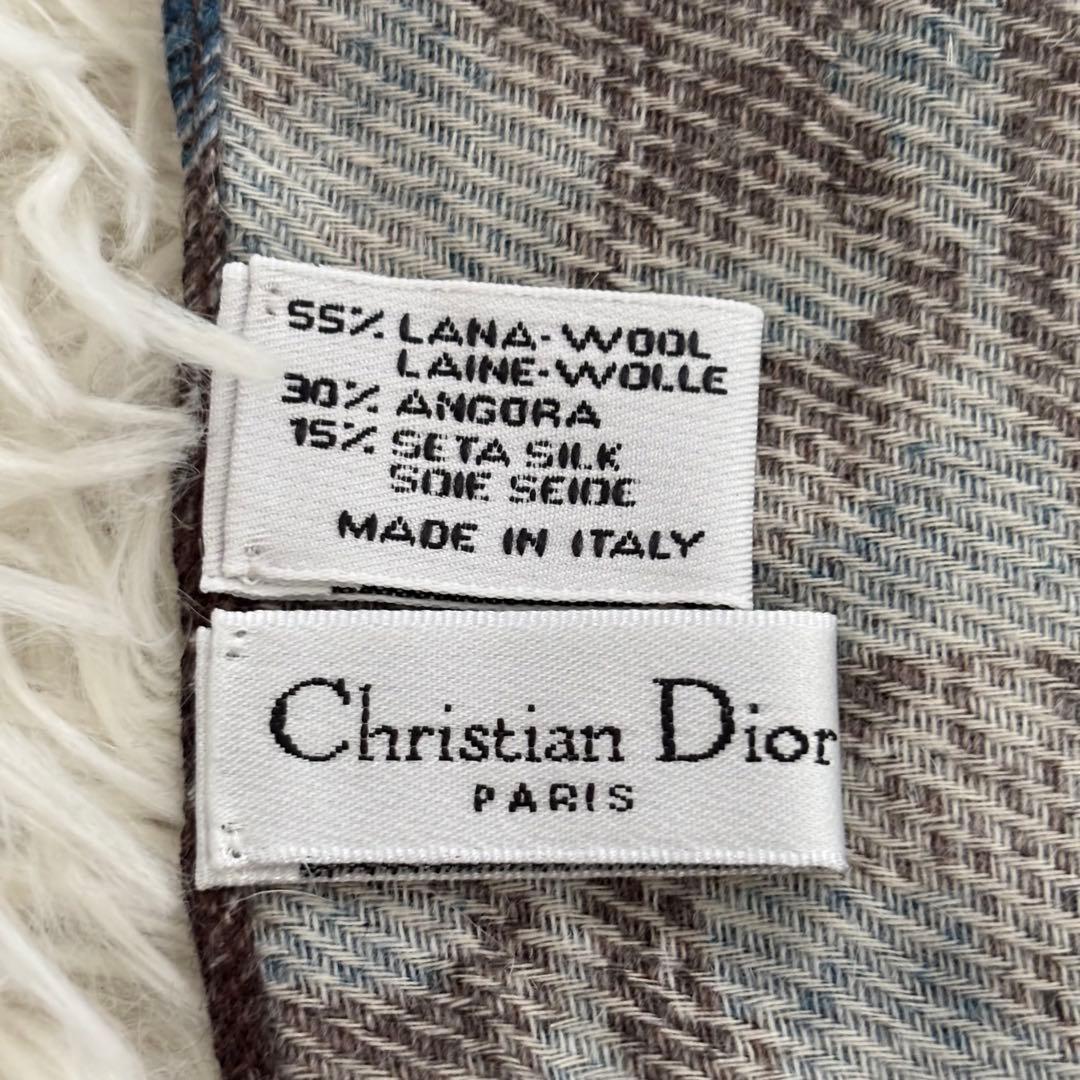 55% LANA-WOOL
LAINE-WOLLE
30% ANGORA
15% SETA SILK
SOIE SEIDE
MADE IN ITALY
Christian Dior
PARIS